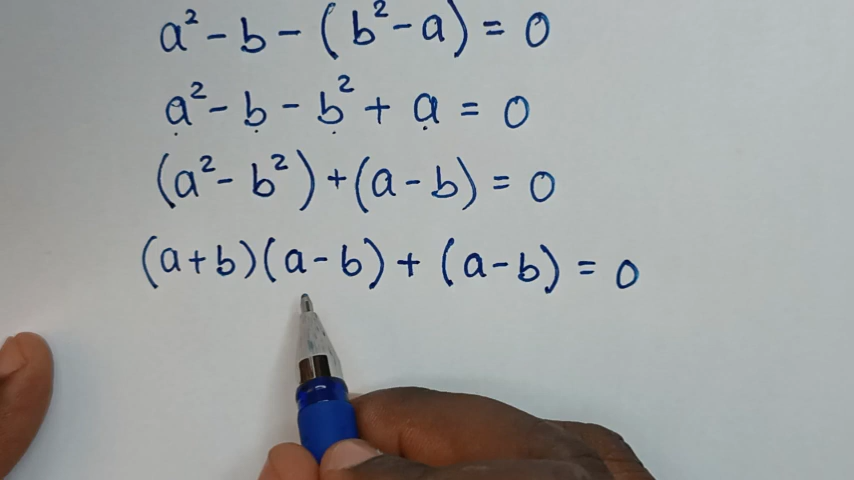 a² - b - (b² - a) = 0
a² - b - b² + a = 0
(a² - b²) + (a - b) = 0
(a + b)(a - b) + (a - b) = 0